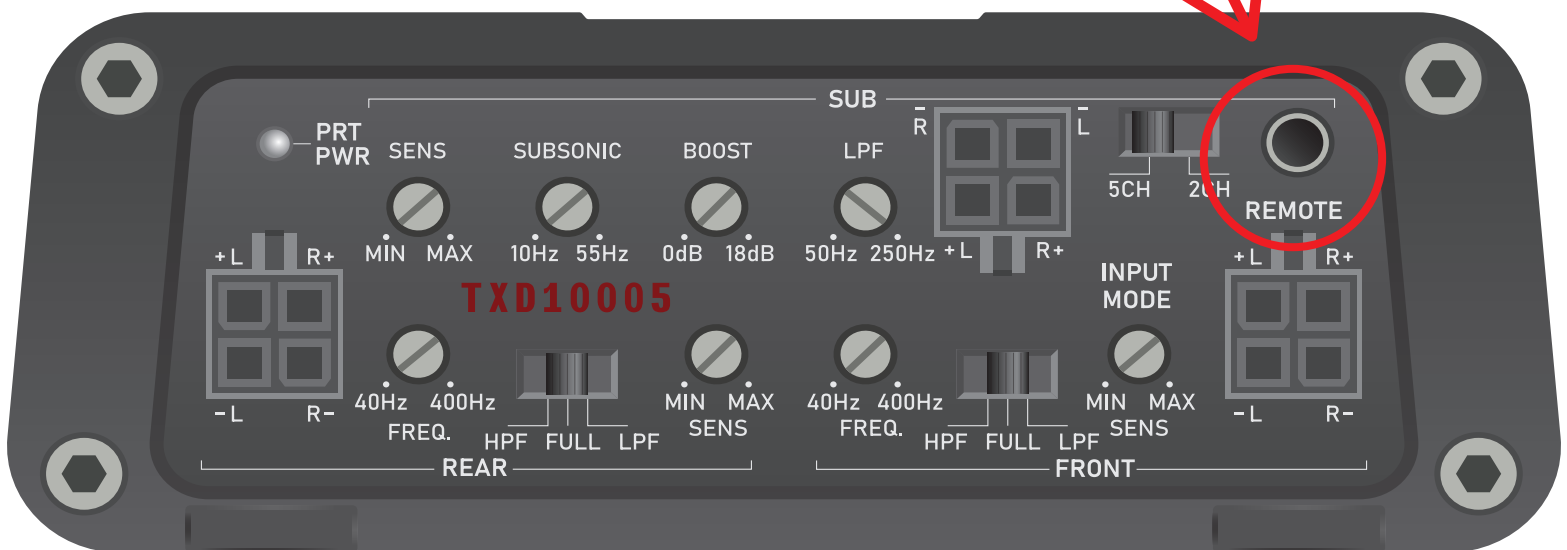 SUB
PRT
PWR
SENS
SUBSONIC
BOOST
LPF
MIN MAX
10Hz 55Hz
0dB 18dB
50Hz 250Hz
-
R
-
L
+L R+
5CH 2CH
REMOTE
+L R+
-L R-
TXD10005
40Hz 400Hz
FREQ.
HPF FULL LPF
MIN MAX
SENS
REAR
40Hz 400Hz
FREQ.
HPF FULL LPF
INPUT
MODE
MIN MAX
SENS
+L R+
-L R-
FRONT